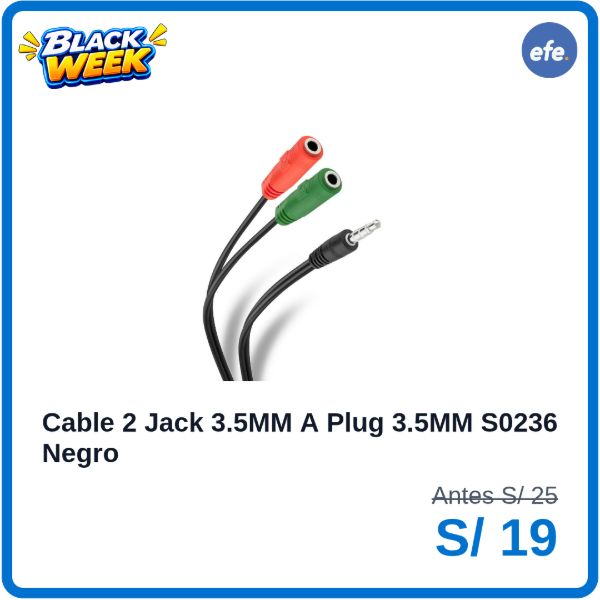 BLACK
WEEK
efe.
Cable 2 Jack 3.5MM A Plug 3.5MM S0236
Negro
Antes S/ 25
S/ 19